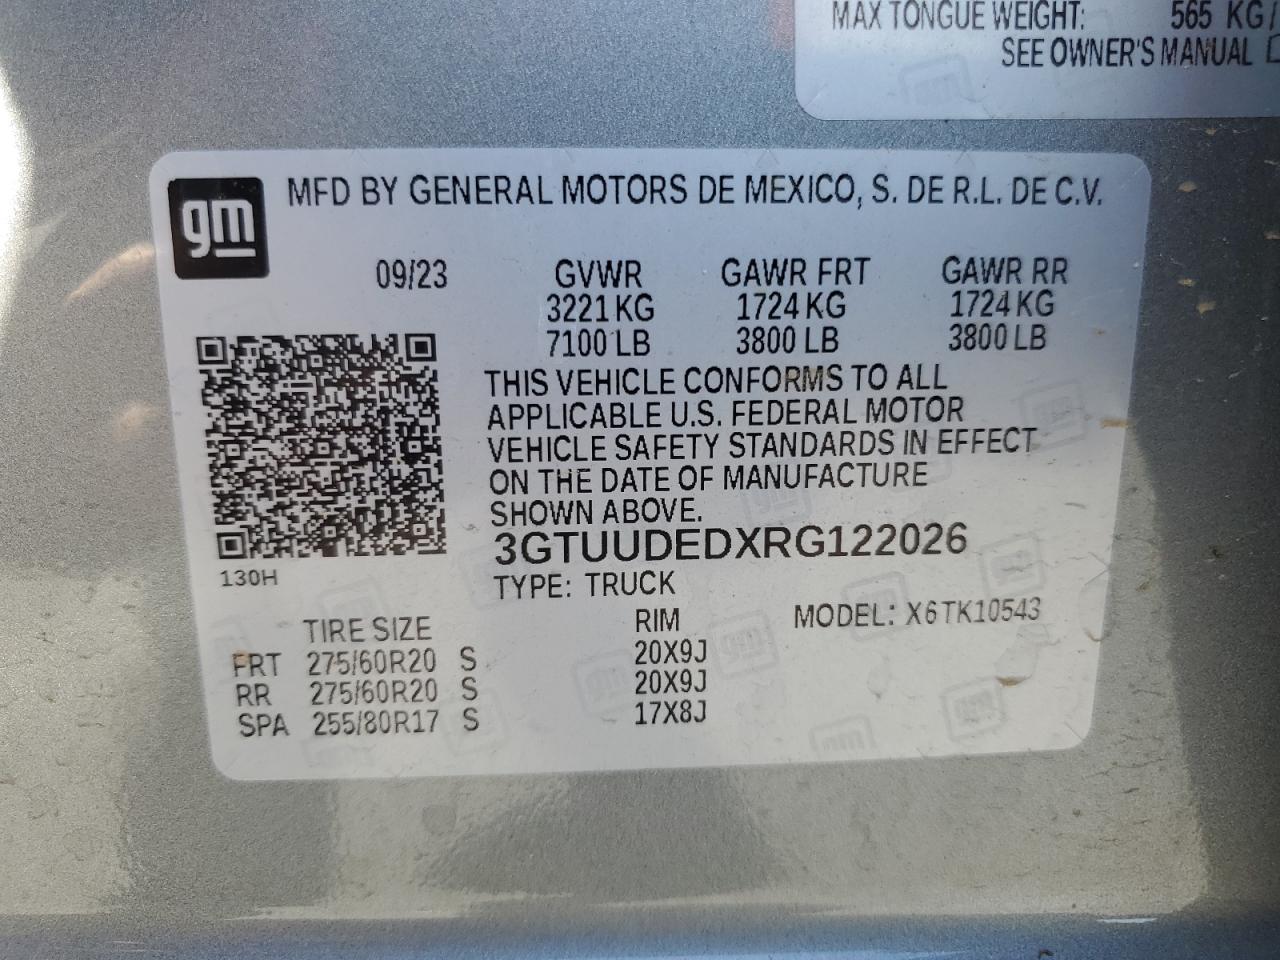 MAX TONGUE WEIGHT: 565 KG/
SEE OWNER'S MANUAL
gm
MFD BY GENERAL MOTORS DE MEXICO, S. DE R.L. DE C.V.
09/23 GVWR GAWR FRT GAWR RR
3221 KG 1724 KG 1724 KG
7100 LB 3800 LB 3800 LB
THIS VEHICLE CONFORMS TO ALL
APPLICABLE U.S. FEDERAL MOTOR
VEHICLE SAFETY STANDARDS IN EFFECT
ON THE DATE OF MANUFACTURE
SHOWN ABOVE.
3GTUUDEDXRG122026
130H
TYPE: TRUCK
TIRE SIZE RIM MODEL: X6TK10543
FRT 275/60R20 S 20X9J
RR 275/60R20 S 20X9J
SPA 255/80R17 S 17X8J